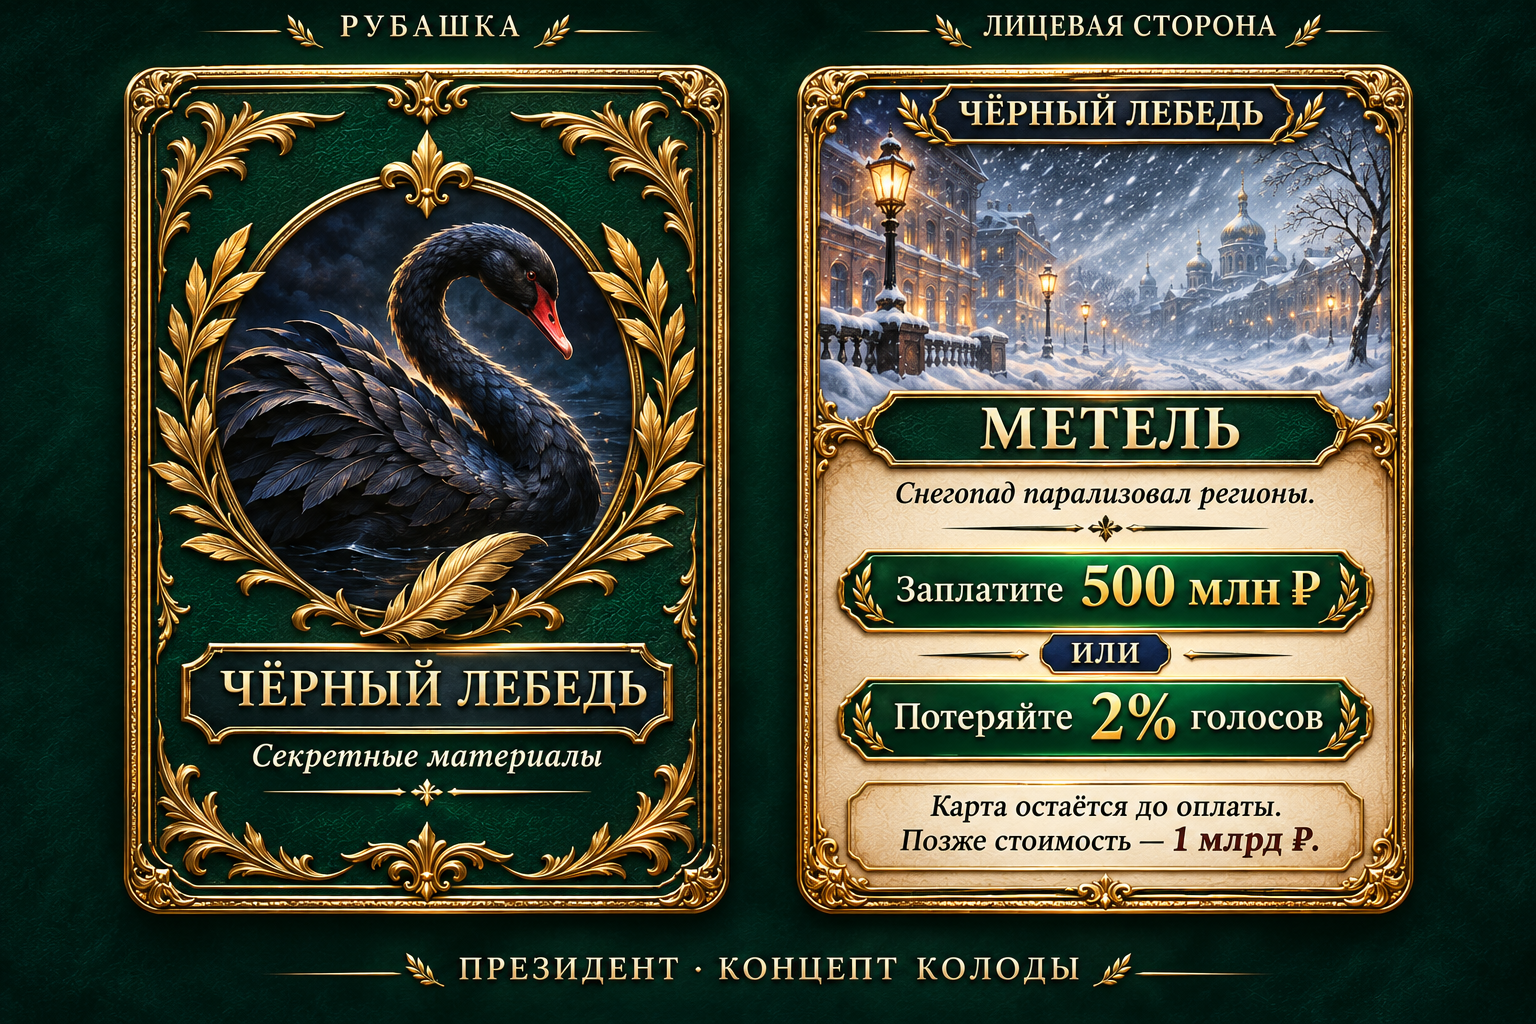 РУБАШКА
ЧЁРНЫЙ ЛЕБЕДЬ
Секретные материалы
ЛИЦЕВАЯ СТОРОНА
ЧЁРНЫЙ ЛЕБЕДЬ
МЕТЕЛЬ
Снегопад парализовал регионы.
Заплатите 500 млн ₽
ИЛИ
Потеряйте 2% голосов
Карта остаётся до оплаты.
Позже стоимость — 1 млрд ₽.
ПРЕЗИДЕНТ · КОНЦЕПТ КОЛОДЫ